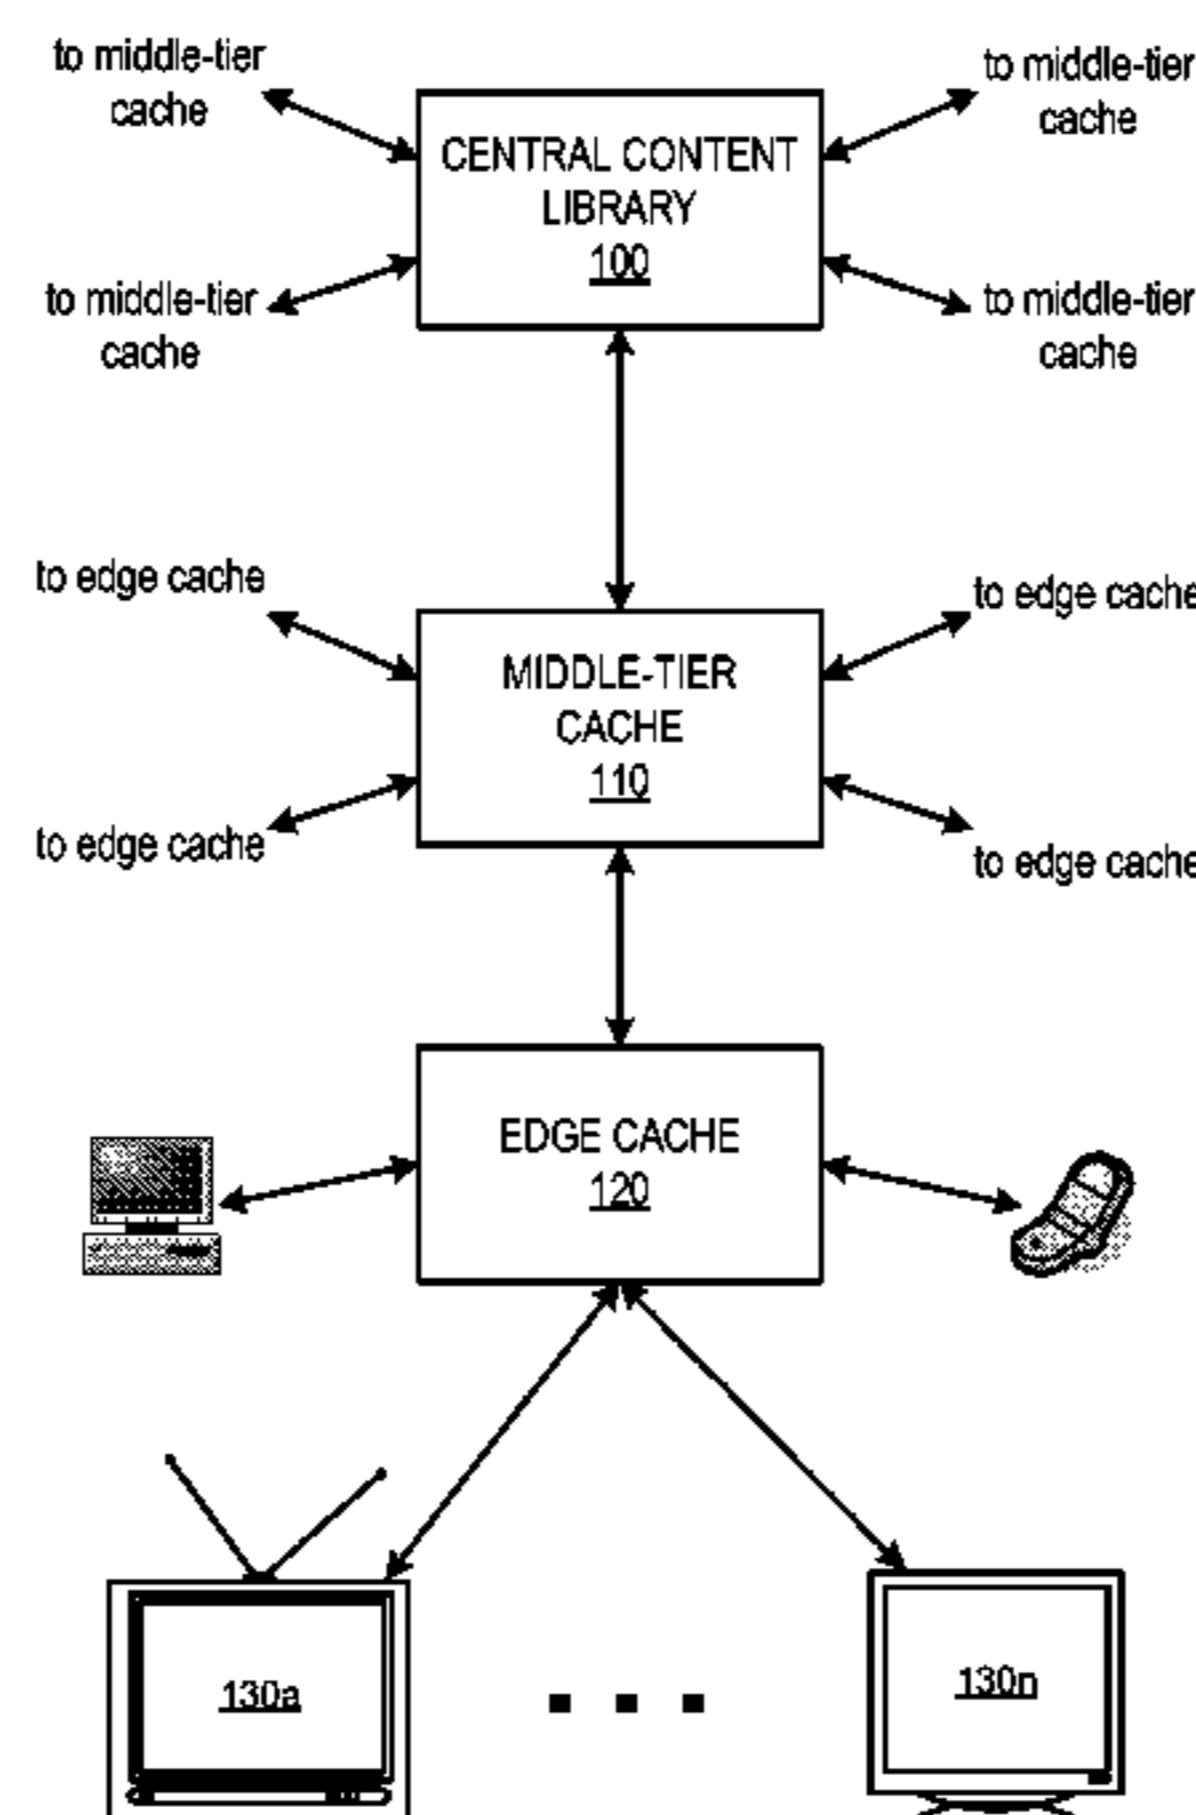 to middle-tier
cache
to middle-tier
cache
CENTRAL CONTENT
LIBRARY
100
to middle-tier
cache
to middle-tier
cache
to edge cache
to edge cache
MIDDLE-TIER
CACHE
110
to edge cache
to edge cache
EDGE CACHE
120
130a
130n